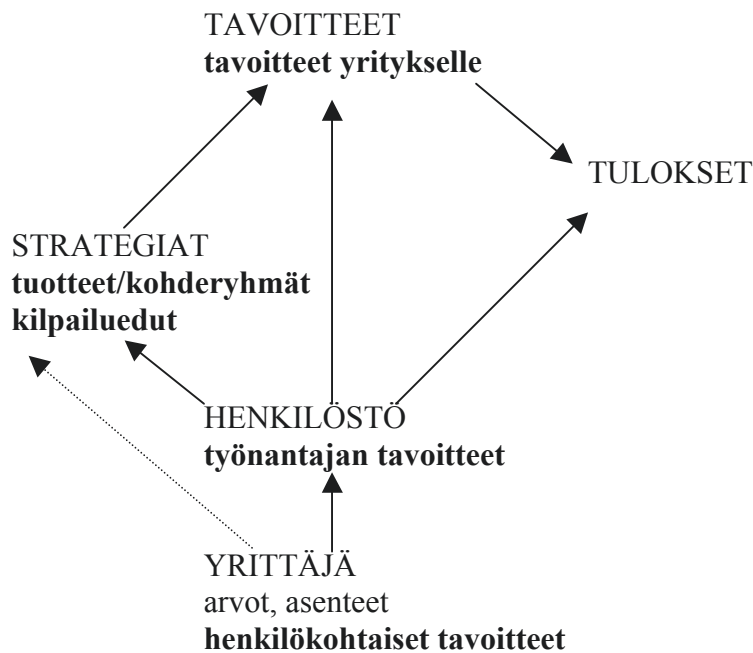 TAVOITTEET
tavoitteet yritykselle
TULOKSET
STRATEGIAT
tuotteet/kohderyhmät
kilpailuedut
HENKILÖSTÖ
työnantajan tavoitteet
YRITTÄJÄ
arvot, asenteet
henkilökohtaiset tavoitteet